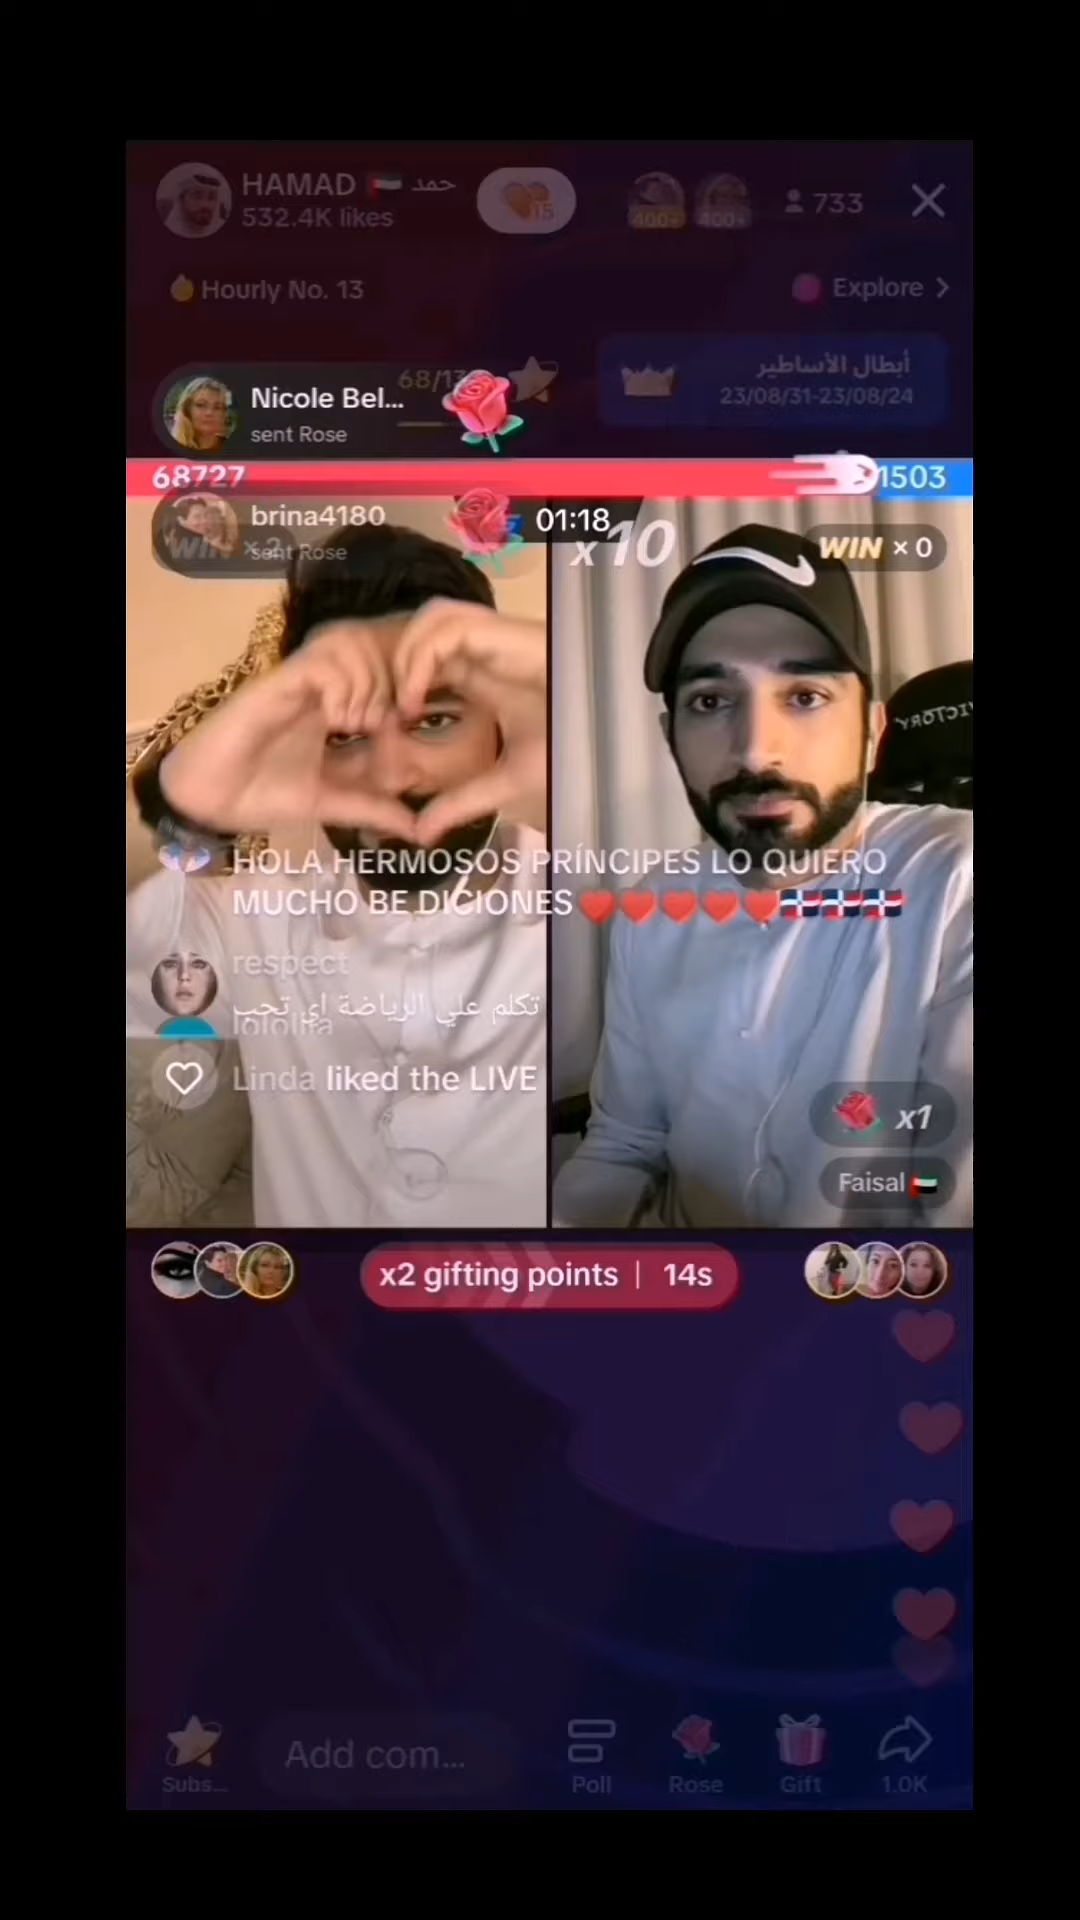 HAMAD 🇦🇪 حمد
532.4K likes
15
400+
400+
733
Hourly No. 13
Explore >
أبطال الأساطير
23/08/31-23/08/24
Nicole Bel...
sent Rose
68727
1503
brina4180
sent Rose
01:18
x10
WIN × 0
VICTORY
HOLA HERMOSOS PRÍNCIPES LO QUIERO
MUCHO BE DICIONES❤️❤️❤️❤️❤️🇩🇴🇩🇴🇩🇴
respect
تكلم علي الرياضة اي تحب
Linda liked the LIVE
x1
Faisal🇦🇪
x2 gifting points | 14s
Subs...
Add com...
Poll
Rose
Gift
1.0K